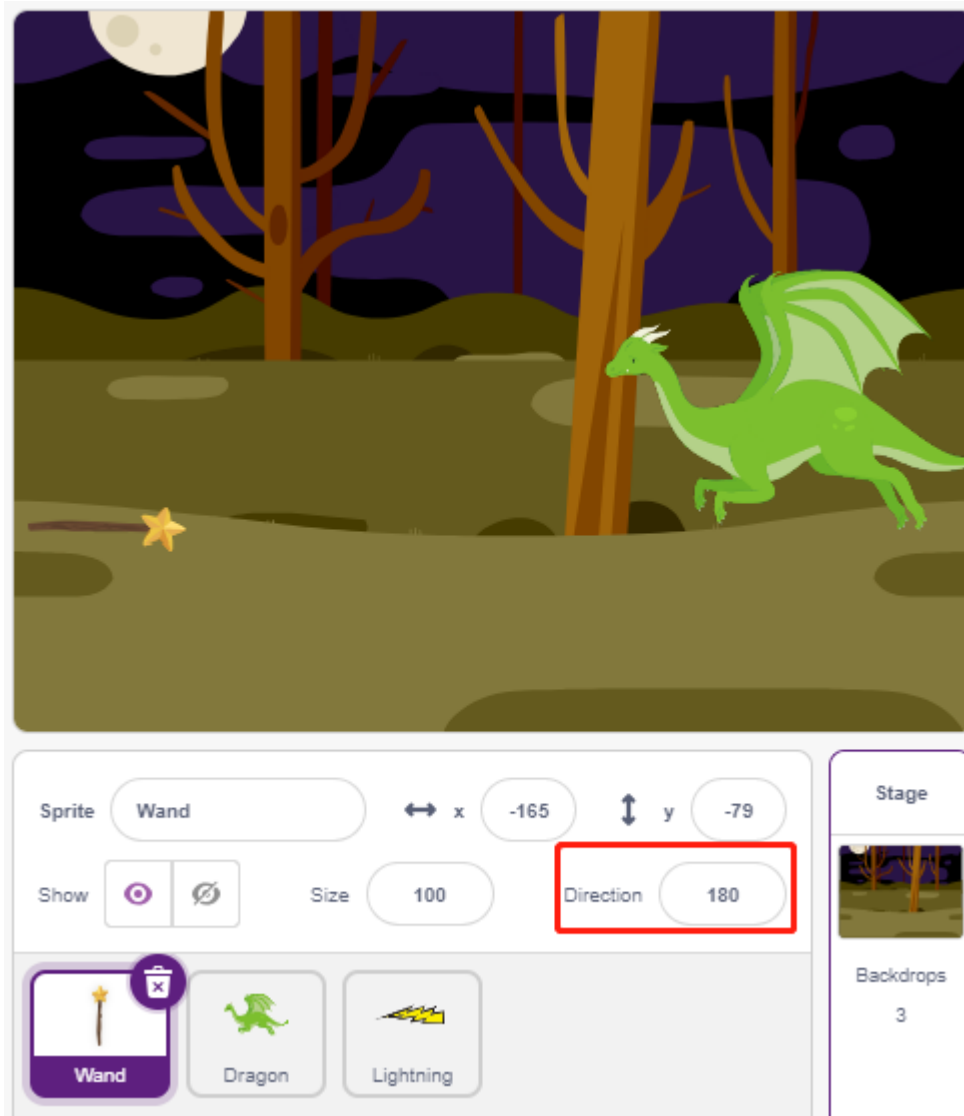 Sprite Wand x -165 y -79
Show Size 100 Direction 180
Stage
Backdrops
3
Wand Dragon Lightning